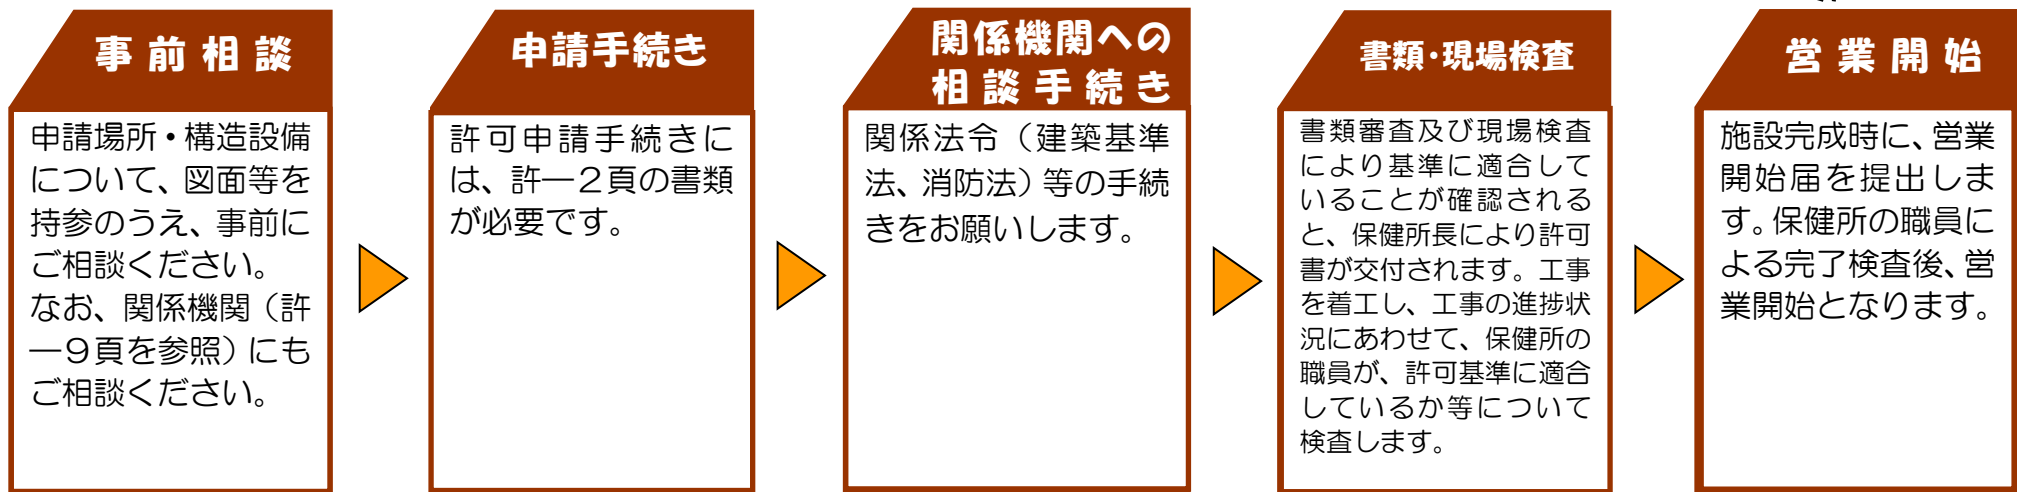 事前相談
申請場所・構造設備
について、図面等を
持参のうえ、事前に
ご相談ください。
なお、関係機関（許
―9頁を参照）にも
ご相談ください。
申請手続き
許可申請手続きに
は、許―2頁の書類
が必要です。
関係機関への
相談手続き
関係法令（建築基準
法、消防法）等の手続
きをお願いします。
書類・現場検査
書類審査及び現場検査
により基準に適合して
いることが確認される
と、保健所長により許可
書が交付されます。工事
を着工し、工事の進捗状
況にあわせて、保健所の
職員が、許可基準に適合
しているか等について
検査します。
営業開始
施設完成時に、営業
開始届を提出しま
す。保健所の職員に
よる完了検査後、営
業開始となります。